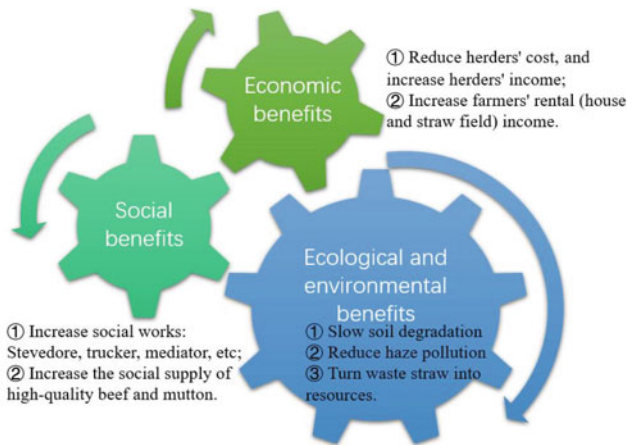 Economic
benefits
① Reduce herders' cost, and
increase herders' income;
② Increase farmers' rental (house
and straw field) income.
Social
benefits
① Increase social works:
Stevedore, trucker, mediator, etc;
② Increase the social supply of
high-quality beef and mutton.
Ecological and
environmental
benefits
① Slow soil degradation
② Reduce haze pollution
③ Turn waste straw into
resources.